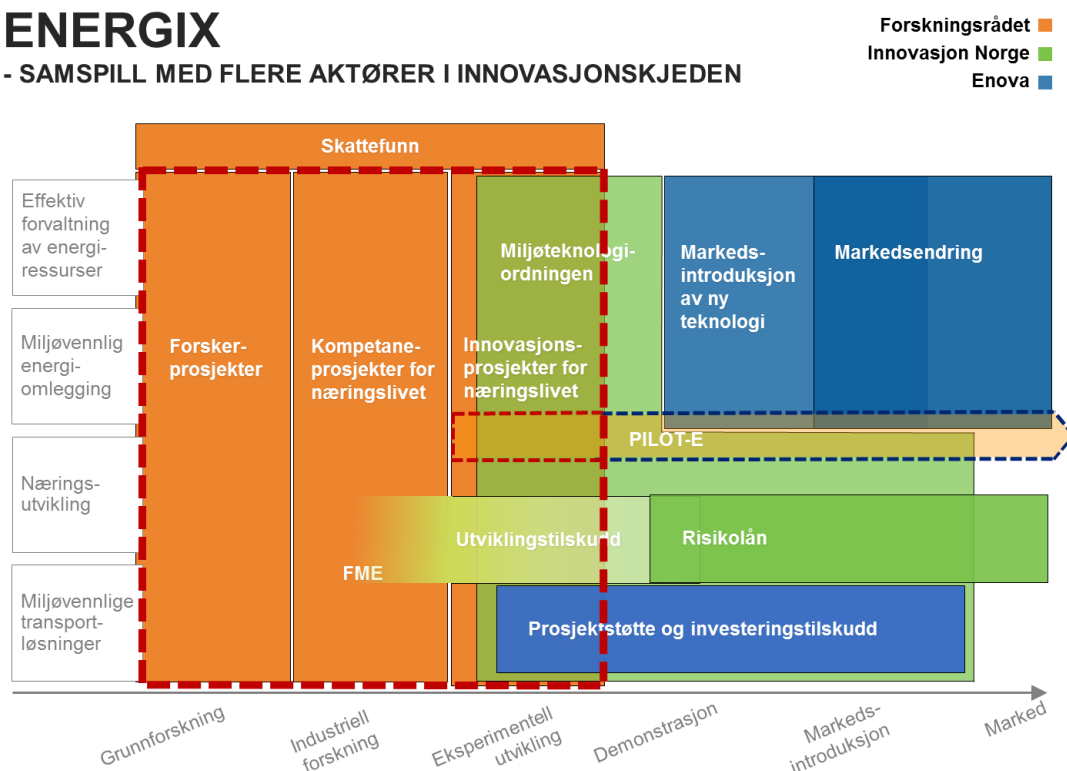 ENERGIX
- SAMSPILL MED FLERE AKTØRER I INNOVASJONSKJEDEN
Forskningsrådet
Innovasjon Norge
Enova
Skattefunn
Effektiv
forvaltning
av energi-
ressurser
Miljøvennlig
energi-
omlegging
Nærings-
utvikling
Miljøvennlige
transport-
løsninger
Forsker-
prosjekter
Kompetane-
prosjekter for
næringslivet
Miljøteknologi-
ordningen
Innovasjons-
prosjekter for
næringslivet
Markeds-
introduksjon
av ny
teknologi
Markedsendring
PILOT-E
Utviklingstilskudd
Risikolån
FME
Prosjektstøtte og investeringstilskudd
Grunnforskning
Industriell
forskning
Eksperimentell
utvikling
Demonstrasjon
Markeds-
introduksjon
Marked